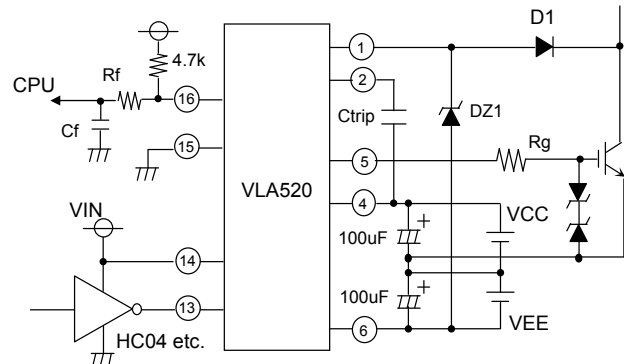 D1
1
4.7k
2
CPU
Rf
16
Ctrip
DZ1
Cf
Rg
15
5
VLA520
4
VIN
VCC
+
100uF
14
+
100uF
13
VEE
6
HC04 etc.